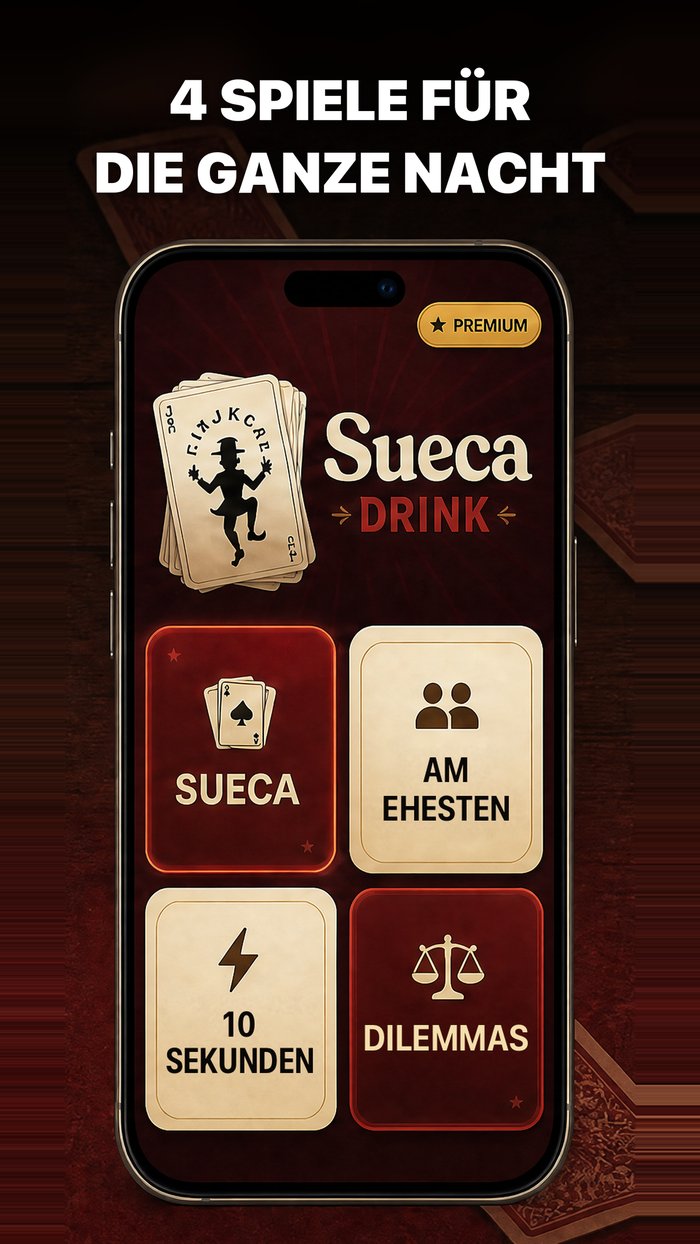 4 SPIELE FÜR
DIE GANZE NACHT
★ PREMIUM
Sueca
DRINK
SUECA
AM
EHESTEN
10
SEKUNDEN
DILEMMAS